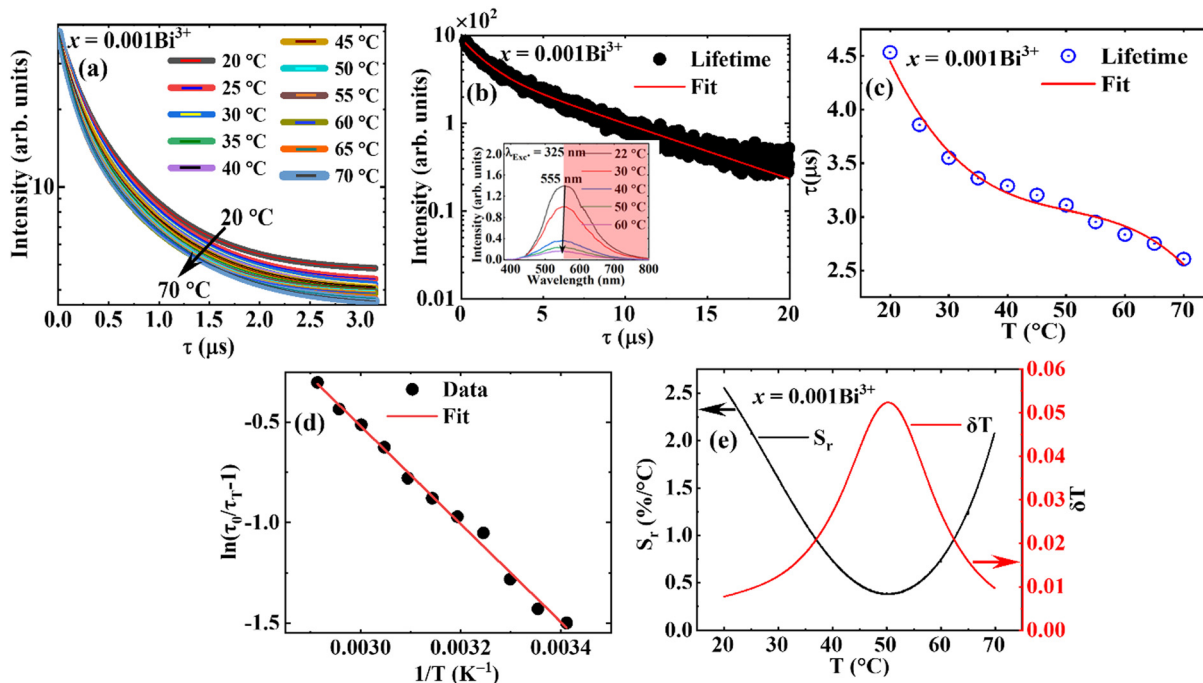 (a)
x = 0.001Bi³⁺
20 °C
25 °C
30 °C
35 °C
40 °C
45 °C
50 °C
55 °C
60 °C
65 °C
70 °C
20 °C
70 °C
10
Intensity (arb. units)
0.0 0.5 1.0 1.5 2.0 2.5 3.0
τ (μs)
(b)
x = 0.001Bi³⁺
Lifetime
Fit
10×10²
1
0.1
0.01
Intensity (arb. units)
0 5 10 15 20
τ (μs)
λExc. = 325 nm
555 nm
22 °C
30 °C
40 °C
50 °C
60 °C
2.0
1.6
1.2
0.8
0.4
0.0
Intensity (arb. units)
400 500 600 700 800
Wavelength (nm)
(c)
x = 0.001Bi³⁺
Lifetime
Fit
4.5
4.0
3.5
3.0
2.5
τ(μs)
20 30 40 50 60 70
T (°C)
(d)
Data
Fit
-0.5
-1.0
-1.5
ln(τ₀/τT-1)
0.0030 0.0032 0.0034
1/T (K⁻¹)
(e)
x = 0.001Bi³⁺
Sr
δT
2.5
2.0
1.5
1.0
0.5
0.0
Sr (%/°C)
0.06
0.05
0.04
0.03
0.02
0.01
0.00
δT
20 30 40 50 60 70
T (°C)